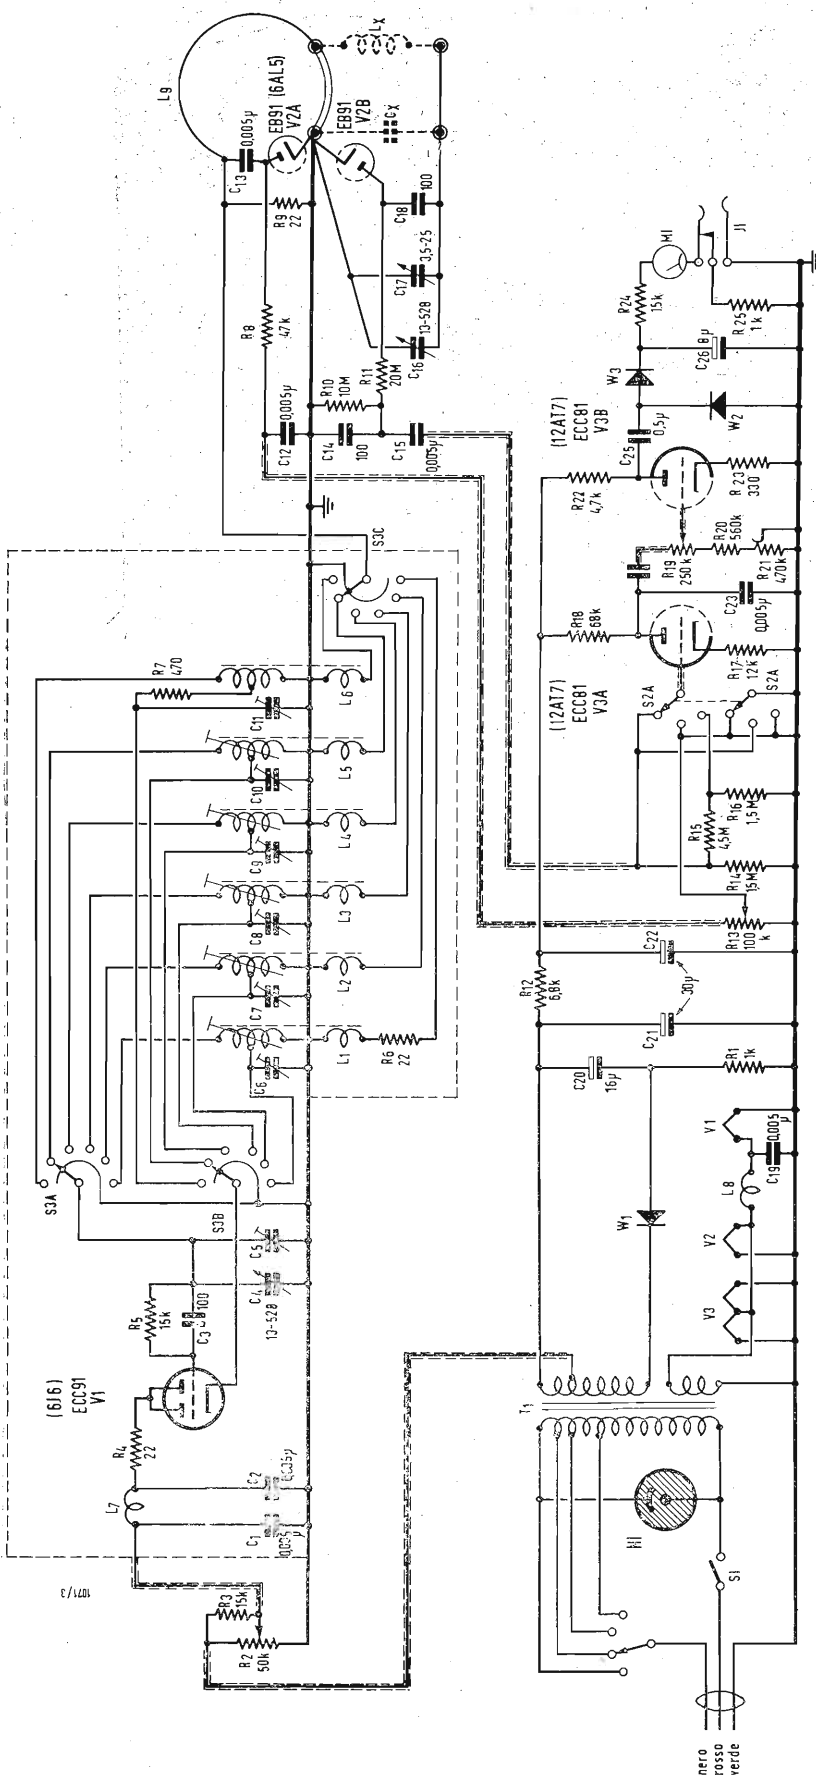 L9
C13
0,005μ
EB91 (6AL5)
V2A
LX
EB91
V2B
CX
R9
22
C18
100
C17
3,5-25
C16
13-528
R8
47k
R11
20M
R10
10M
C12
0,005μ
C14
100
C15
0,005μ
S3C
R7
470
C11
L6
C10
L5
C9
L4
C8
L3
C7
L2
C6
L1
R6
22
S3A
S3B
C5
C4
13-528
R5
15k
C3
100
(6J6)
ECC91
V1
R4
22
L7
C2
0,005μ
C1
0,005μ
1071/3
R3
15k
R2
50k
M1
J1
R24
15k
R25
1k
C26
8μ
W3
W2
(12AT7)
ECC81
V3B
C25
0,5μ
R22
4,7k
R23
330
R20
560k
R19
250k
R21
470k
R18
68k
C23
0,005μ
(12AT7)
ECC81
V3A
R17
12k
S2A
S2A
R16
1,5M
R15
4,5M
R14
15M
R13
100
k
C22
30μ
C21
R12
6,8k
C20
16μ
R1
1k
V1
C19
0,005
μ
L8
W1
V2
V3
T1
S1
nero
rosso
verde